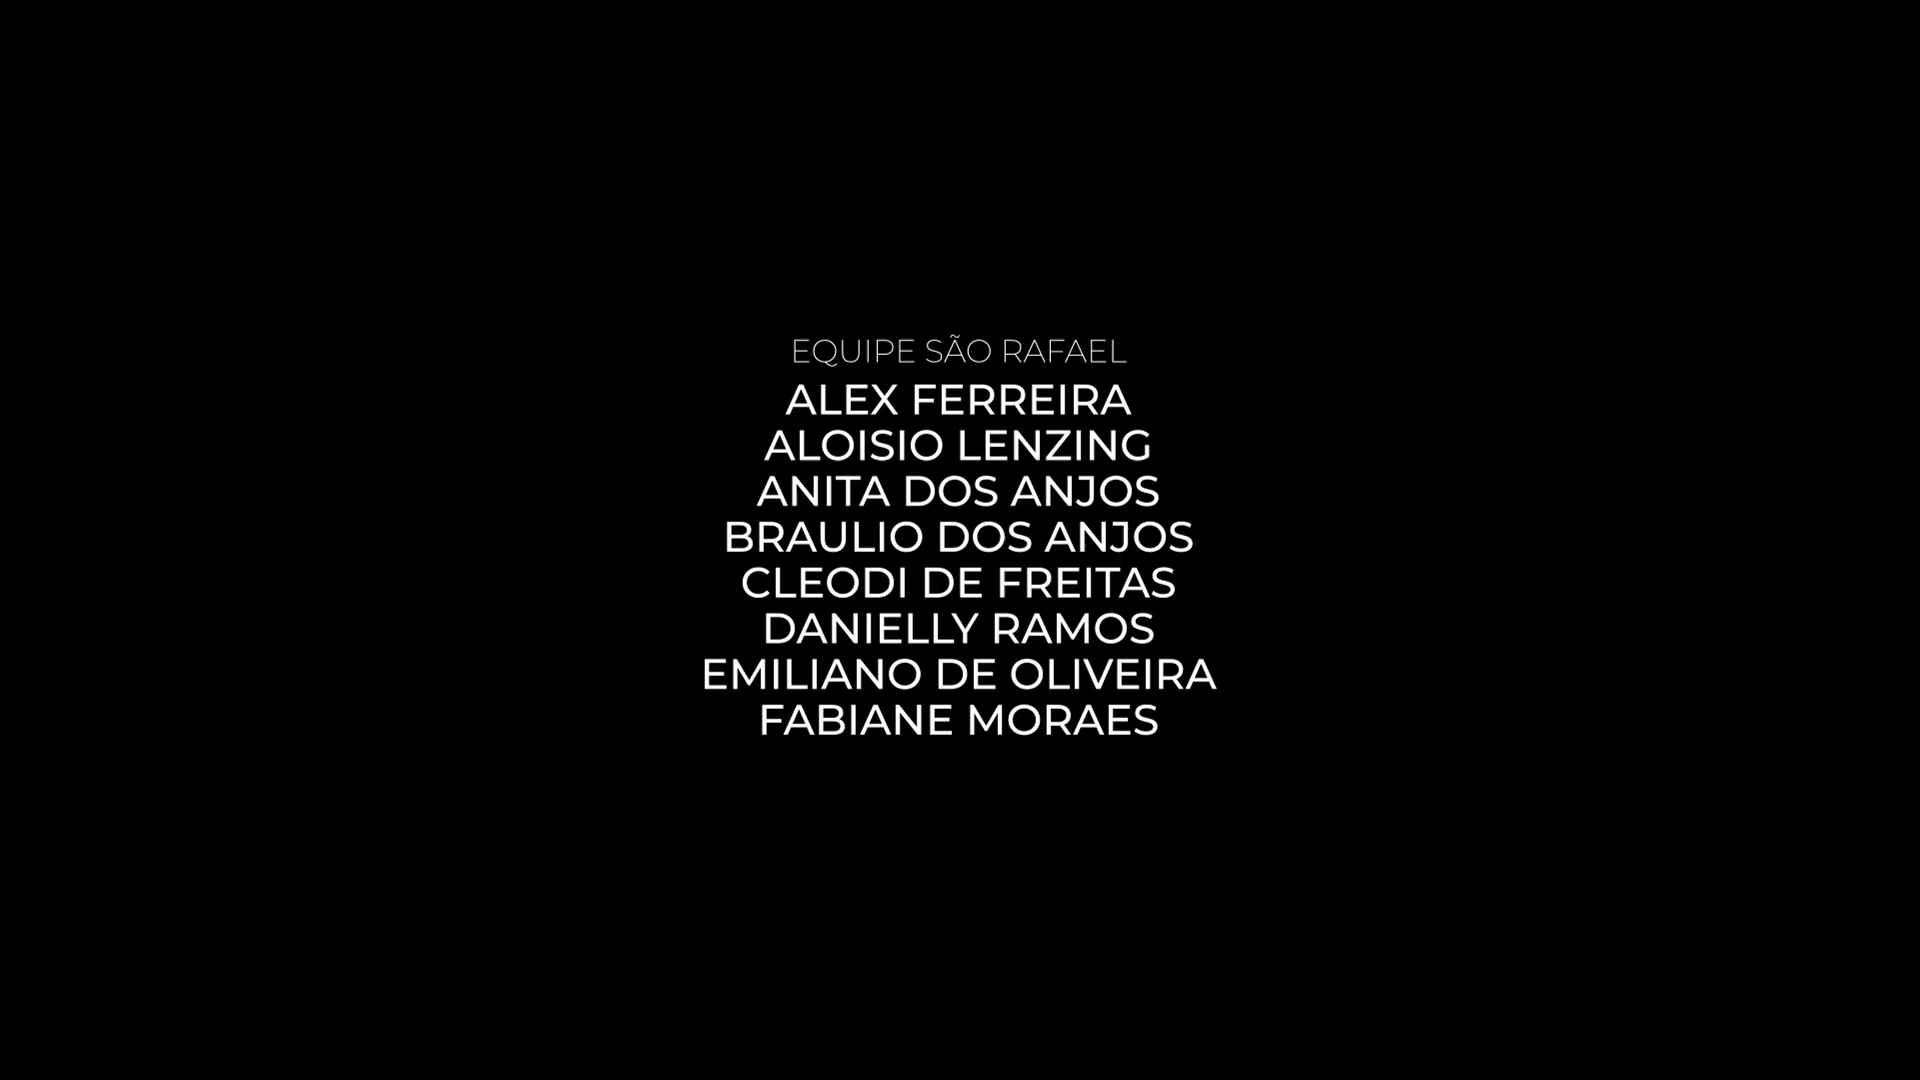 EQUIPE SÃO RAFAEL
ALEX FERREIRA
ALOISIO LENZING
ANITA DOS ANJOS
BRAULIO DOS ANJOS
CLEODI DE FREITAS
DANIELLY RAMOS
EMILIANO DE OLIVEIRA
FABIANE MORAES